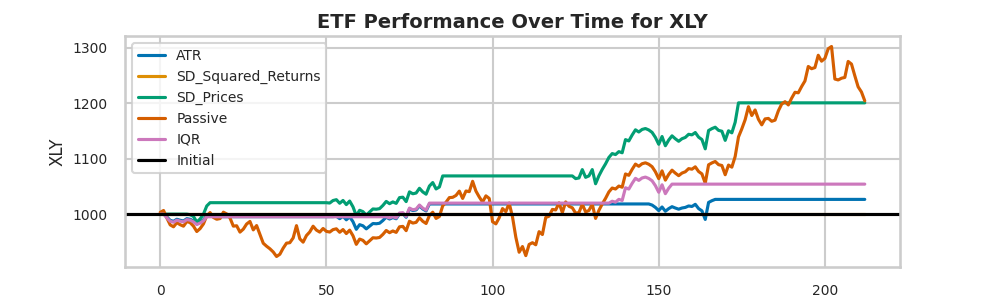 ETF Performance Over Time for XLY
XLY
1300
1200
1100
1000
ATR
SD_Squared_Returns
SD_Prices
Passive
IQR
Initial
0 50 100 150 200